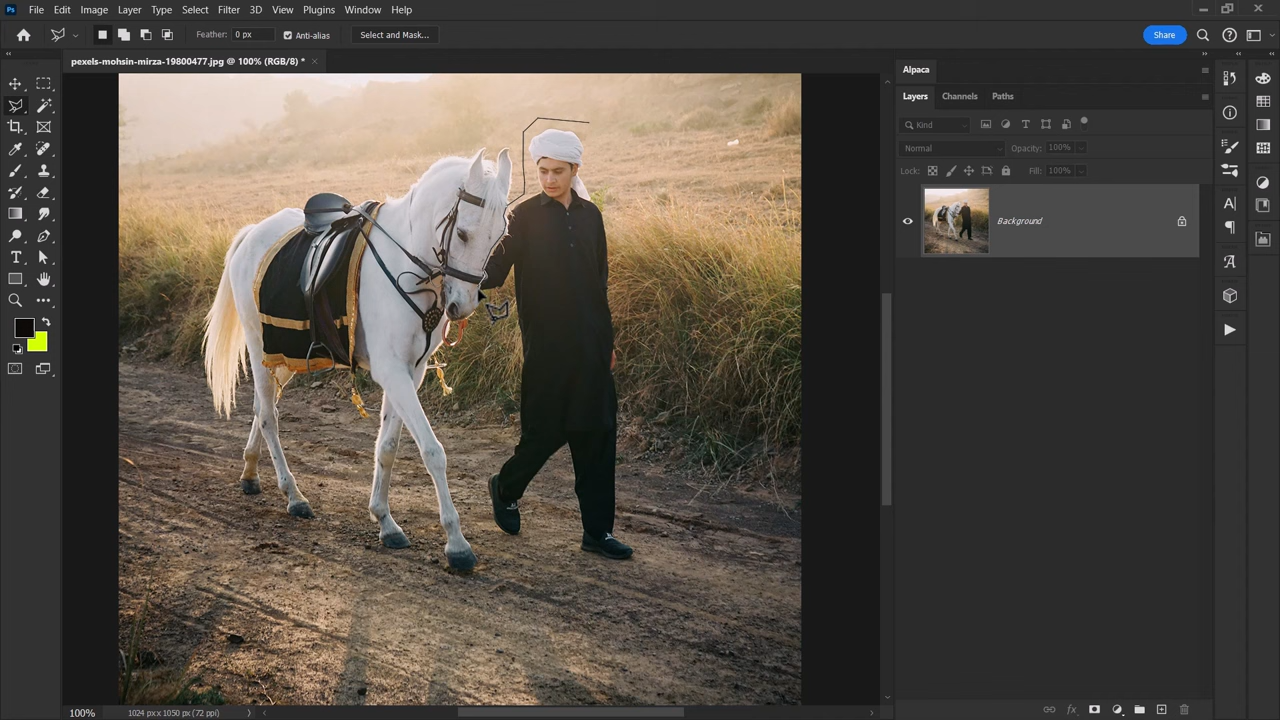 Ps File Edit Image Layer Type Select Filter 3D View Plugins Window Help
Feather: 0 px Anti-alias Select and Mask... Share
pexels-mohsin-mirza-19800477.jpg @ 100% (RGB/8) *
Alpaca
Layers Channels Paths
Kind
Normal Opacity: 100%
Lock: Fill: 100%
Background
100% 1024 px x 1050 px (72 ppi)